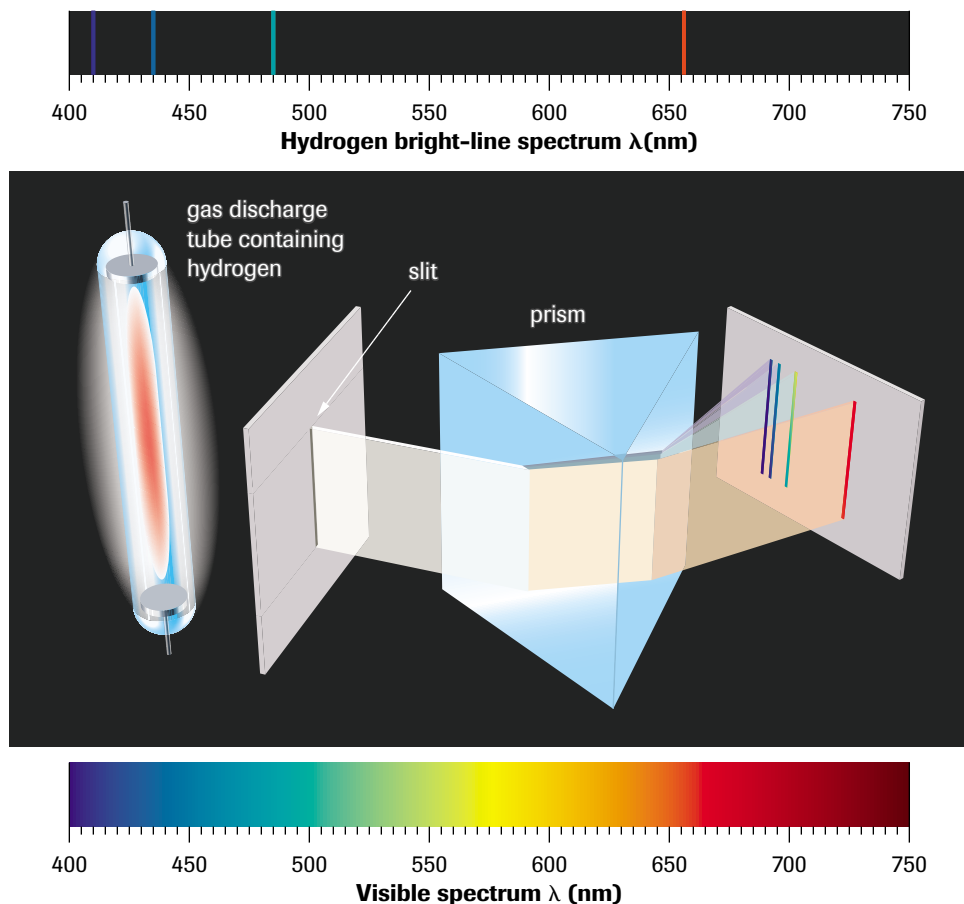 400 450 500 550 600 650 700 750
Hydrogen bright-line spectrum λ(nm)
gas discharge
tube containing
hydrogen
slit
prism
400 450 500 550 600 650 700 750
Visible spectrum λ (nm)